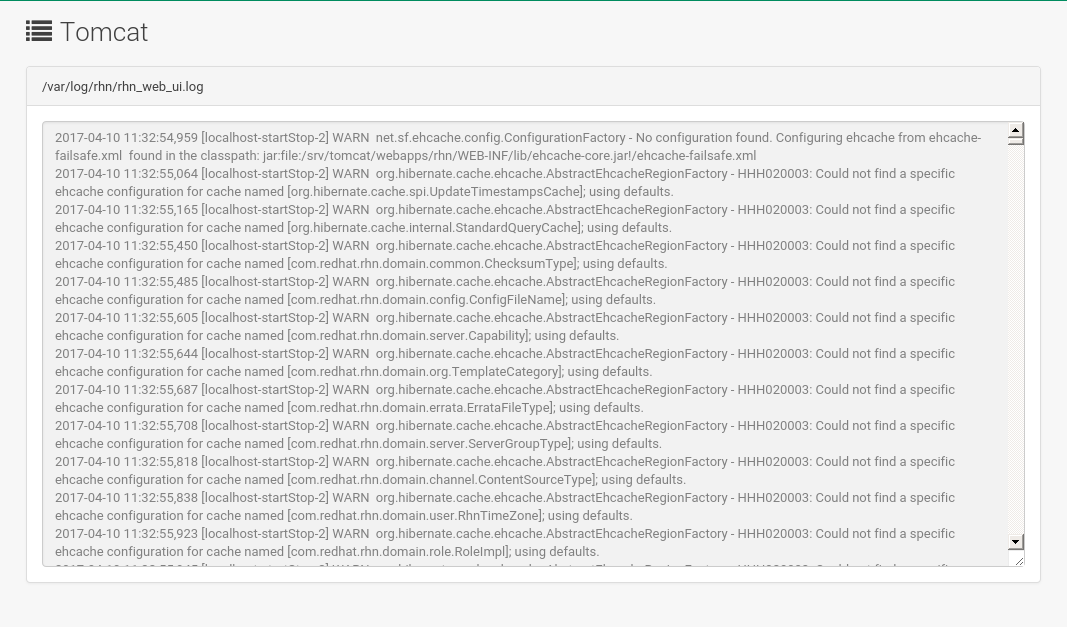 Tomcat
/var/log/rhn/rhn_web_ui.log
2017-04-10 11:32:54,959 [localhost-startStop-2] WARN  net.sf.ehcache.config.ConfigurationFactory - No configuration found. Configuring ehcache from ehcache-
failsafe.xml  found in the classpath: jar:file:/srv/tomcat/webapps/rhn/WEB-INF/lib/ehcache-core.jar!/ehcache-failsafe.xml
2017-04-10 11:32:55,064 [localhost-startStop-2] WARN  org.hibernate.cache.ehcache.AbstractEhcacheRegionFactory - HHH020003: Could not find a specific
ehcache configuration for cache named [org.hibernate.cache.spi.UpdateTimestampsCache]; using defaults.
2017-04-10 11:32:55,165 [localhost-startStop-2] WARN  org.hibernate.cache.ehcache.AbstractEhcacheRegionFactory - HHH020003: Could not find a specific
ehcache configuration for cache named [org.hibernate.cache.internal.StandardQueryCache]; using defaults.
2017-04-10 11:32:55,450 [localhost-startStop-2] WARN  org.hibernate.cache.ehcache.AbstractEhcacheRegionFactory - HHH020003: Could not find a specific
ehcache configuration for cache named [com.redhat.rhn.domain.common.ChecksumType]; using defaults.
2017-04-10 11:32:55,485 [localhost-startStop-2] WARN  org.hibernate.cache.ehcache.AbstractEhcacheRegionFactory - HHH020003: Could not find a specific
ehcache configuration for cache named [com.redhat.rhn.domain.config.ConfigFileName]; using defaults.
2017-04-10 11:32:55,605 [localhost-startStop-2] WARN  org.hibernate.cache.ehcache.AbstractEhcacheRegionFactory - HHH020003: Could not find a specific
ehcache configuration for cache named [com.redhat.rhn.domain.server.Capability]; using defaults.
2017-04-10 11:32:55,644 [localhost-startStop-2] WARN  org.hibernate.cache.ehcache.AbstractEhcacheRegionFactory - HHH020003: Could not find a specific
ehcache configuration for cache named [com.redhat.rhn.domain.org.TemplateCategory]; using defaults.
2017-04-10 11:32:55,687 [localhost-startStop-2] WARN  org.hibernate.cache.ehcache.AbstractEhcacheRegionFactory - HHH020003: Could not find a specific
ehcache configuration for cache named [com.redhat.rhn.domain.errata.ErrataFileType]; using defaults.
2017-04-10 11:32:55,708 [localhost-startStop-2] WARN  org.hibernate.cache.ehcache.AbstractEhcacheRegionFactory - HHH020003: Could not find a specific
ehcache configuration for cache named [com.redhat.rhn.domain.server.ServerGroupType]; using defaults.
2017-04-10 11:32:55,818 [localhost-startStop-2] WARN  org.hibernate.cache.ehcache.AbstractEhcacheRegionFactory - HHH020003: Could not find a specific
ehcache configuration for cache named [com.redhat.rhn.domain.channel.ContentSourceType]; using defaults.
2017-04-10 11:32:55,838 [localhost-startStop-2] WARN  org.hibernate.cache.ehcache.AbstractEhcacheRegionFactory - HHH020003: Could not find a specific
ehcache configuration for cache named [com.redhat.rhn.domain.user.RhnTimeZone]; using defaults.
2017-04-10 11:32:55,923 [localhost-startStop-2] WARN  org.hibernate.cache.ehcache.AbstractEhcacheRegionFactory - HHH020003: Could not find a specific
ehcache configuration for cache named [com.redhat.rhn.domain.role.RoleImpl]; using defaults.